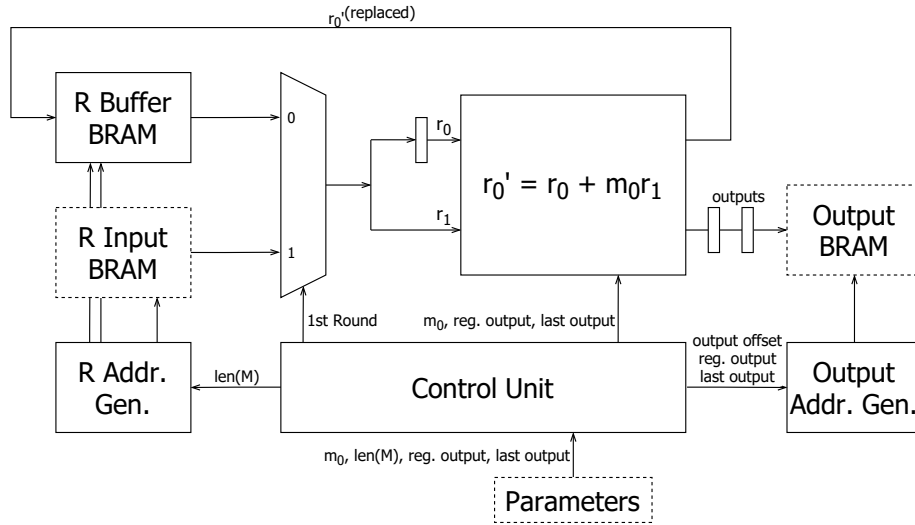 r0'(replaced)
R Buffer
BRAM
0
r0
r0' = r0 + m0r1
outputs
R Input
BRAM
1
r1
Output
BRAM
1st Round
m0, reg. output, last output
output offset
reg. output
last output
R Addr.
Gen.
len(M)
Control Unit
Output
Addr. Gen.
m0, len(M), reg. output, last output
Parameters